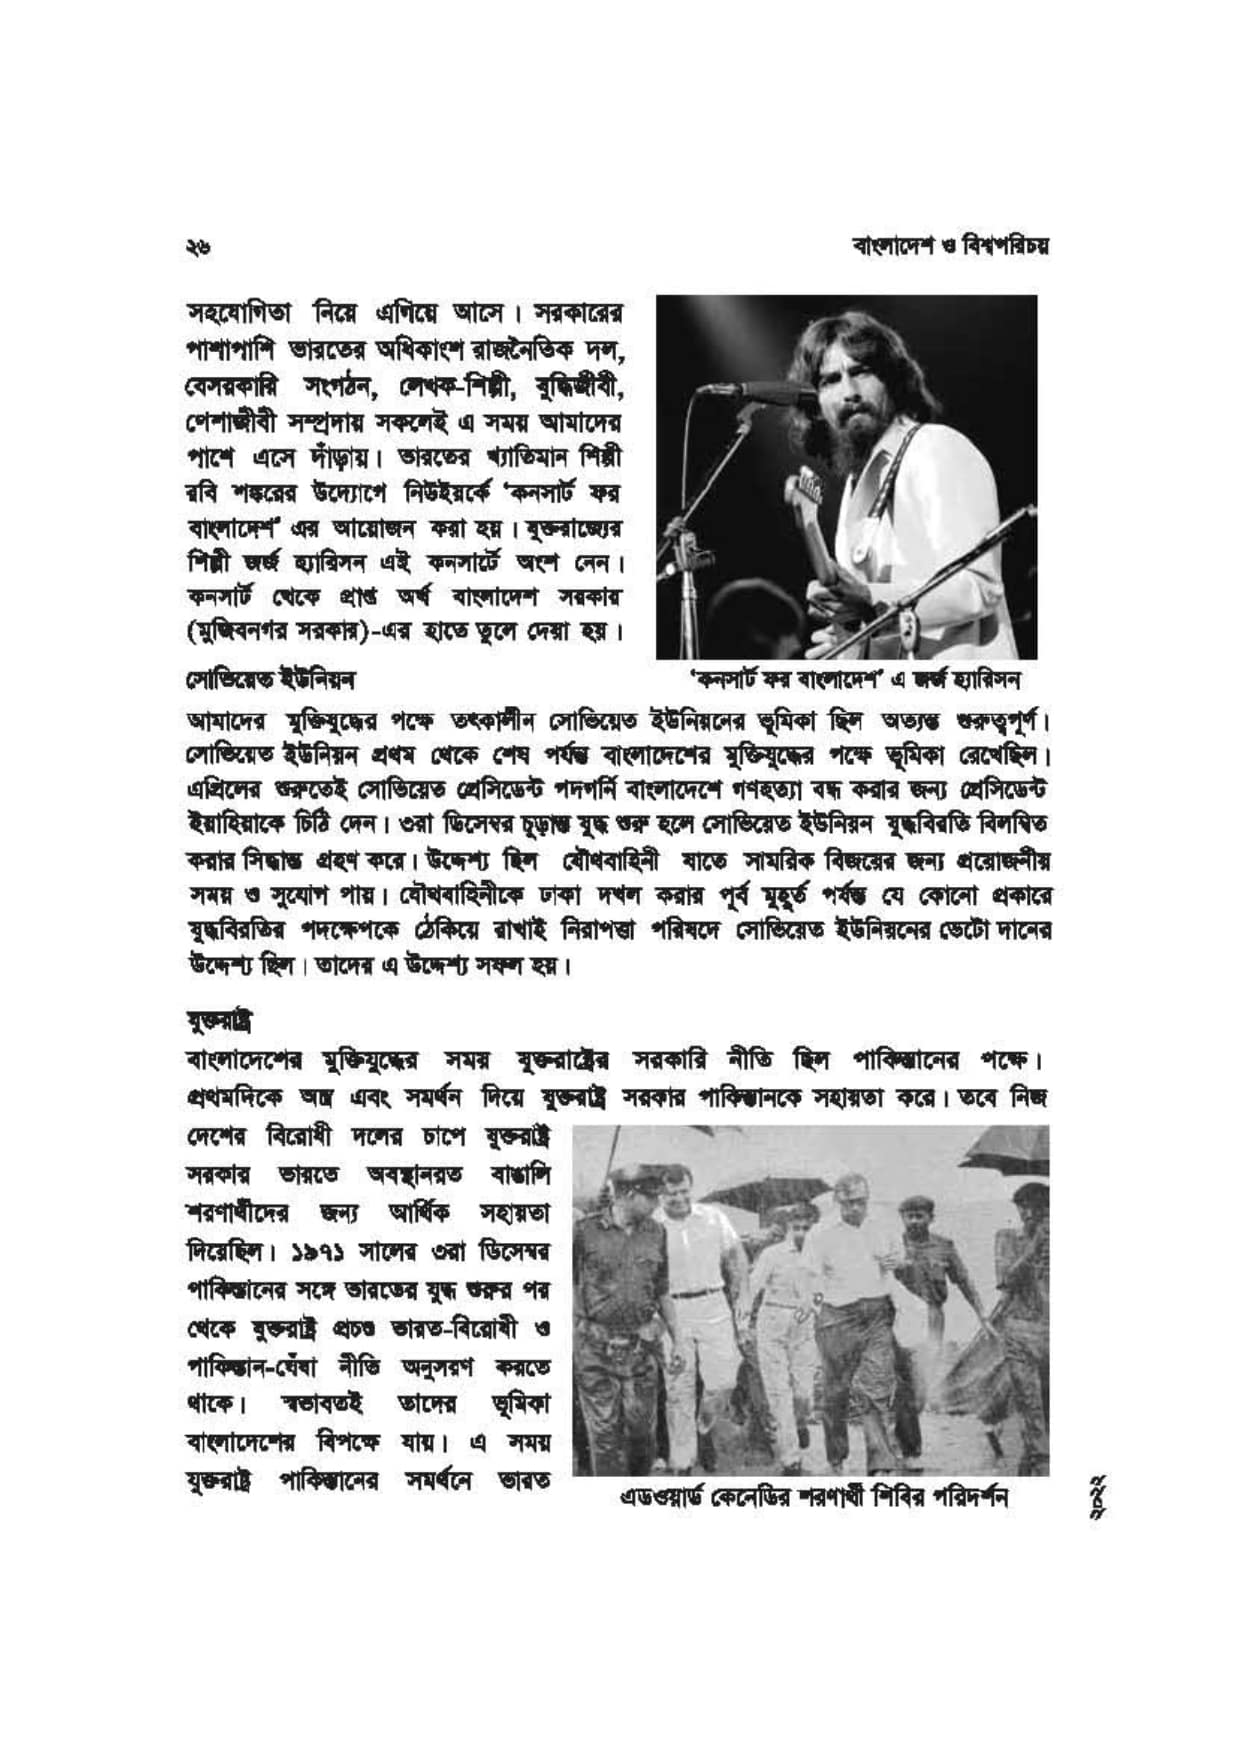 ২৬
বাংলাদেশ ও বিশ্বপরিচয়
সহযোগিতা নিয়ে এগিয়ে আসে। সরকারের
পাশাপাশি ভারতের অধিকাংশ রাজনৈতিক দল,
বেসরকারি সংগঠন, লেখক-শিল্পী, বুদ্ধিজীবী,
পেশাজীবী সম্প্রদায় সকলেই এ সময় আমাদের
পাশে এসে দাঁড়ায়। ভারতের খ্যাতিমান শিল্পী
রবি শঙ্করের উদ্যোগে নিউইয়র্কে ‘কনসার্ট ফর
বাংলাদেশ’ এর আয়োজন করা হয়। যুক্তরাজ্যের
শিল্পী জর্জ হ্যারিসন এই কনসার্টে অংশ নেন।
কনসার্ট থেকে প্রাপ্ত অর্থ বাংলাদেশ সরকার
(মুজিবনগর সরকার)-এর হাতে তুলে দেয়া হয়।
‘কনসার্ট ফর বাংলাদেশ’ এ জর্জ হ্যারিসন
সোভিয়েত ইউনিয়ন
আমাদের মুক্তিযুদ্ধের পক্ষে তৎকালীন সোভিয়েত ইউনিয়নের ভূমিকা ছিল অত্যন্ত গুরুত্বপূর্ণ।
সোভিয়েত ইউনিয়ন প্রথম থেকে শেষ পর্যন্ত বাংলাদেশের মুক্তিযুদ্ধের পক্ষে ভূমিকা রেখেছিল।
এপ্রিলের শুরুতেই সোভিয়েত প্রেসিডেন্ট পদগর্নি বাংলাদেশে গণহত্যা বন্ধ করার জন্য প্রেসিডেন্ট
ইয়াহিয়াকে চিঠি দেন। ৩রা ডিসেম্বর চূড়ান্ত যুদ্ধ শুরু হলে সোভিয়েত ইউনিয়ন যুদ্ধবিরতি বিলম্বিত
করার সিদ্ধান্ত গ্রহণ করে। উদ্দেশ্য ছিল যৌথবাহিনী যাতে সামরিক বিজয়ের জন্য প্রয়োজনীয়
সময় ও সুযোগ পায়। যৌথবাহিনীকে ঢাকা দখল করার পূর্ব মুহূর্ত পর্যন্ত যে কোনো প্রকারে
যুদ্ধবিরতির পদক্ষেপকে ঠেকিয়ে রাখাই নিরাপত্তা পরিষদে সোভিয়েত ইউনিয়নের ভেটো দানের
উদ্দেশ্য ছিল। তাদের এ উদ্দেশ্য সফল হয়।
যুক্তরাষ্ট্র
বাংলাদেশের মুক্তিযুদ্ধের সময় যুক্তরাষ্ট্রের সরকারি নীতি ছিল পাকিস্তানের পক্ষে।
প্রথমদিকে অস্ত্র এবং সমর্থন দিয়ে যুক্তরাষ্ট্র সরকার পাকিস্তানকে সহায়তা করে। তবে নিজ
দেশের বিরোধী দলের চাপে যুক্তরাষ্ট্র
সরকার ভারতে অবস্থানরত বাঙালি
শরণার্থীদের জন্য আর্থিক সহায়তা
দিয়েছিল। ১৯৭১ সালের ৩রা ডিসেম্বর
পাকিস্তানের সঙ্গে ভারতের যুদ্ধ শুরুর পর
থেকে যুক্তরাষ্ট্র প্রচণ্ড ভারত-বিরোধী ও
পাকিস্তান-ঘেঁষা নীতি অনুসরণ করতে
থাকে। স্বভাবতই তাদের ভূমিকা
বাংলাদেশের বিপক্ষে যায়। এ সময়
যুক্তরাষ্ট্র পাকিস্তানের সমর্থনে ভারত
এডওয়ার্ড কেনেডির শরণার্থী শিবির পরিদর্শন
২০২২